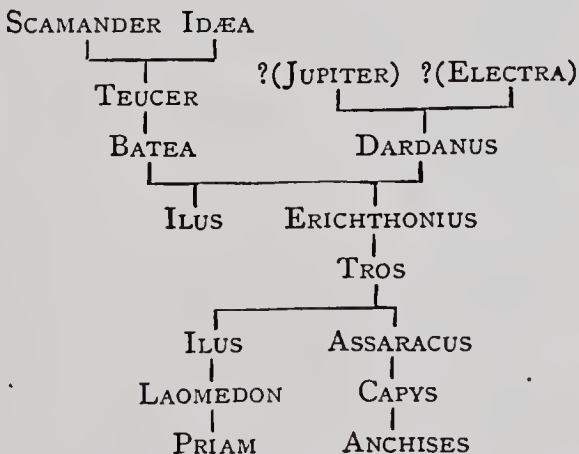 SCAMANDER IDÆA
?(JUPITER) ?(ELECTRA)
TEUCER
BATEA DARDANUS
ILUS ERICHTHONIUS
TROS
ILUS ASSARACUS
LAOMEDON CAPYS
PRIAM ANCHISES